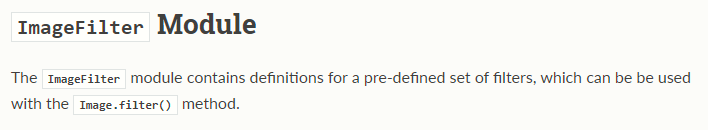 ImageFilter Module
The ImageFilter module contains definitions for a pre-defined set of filters, which can be be used
with the Image.filter() method.